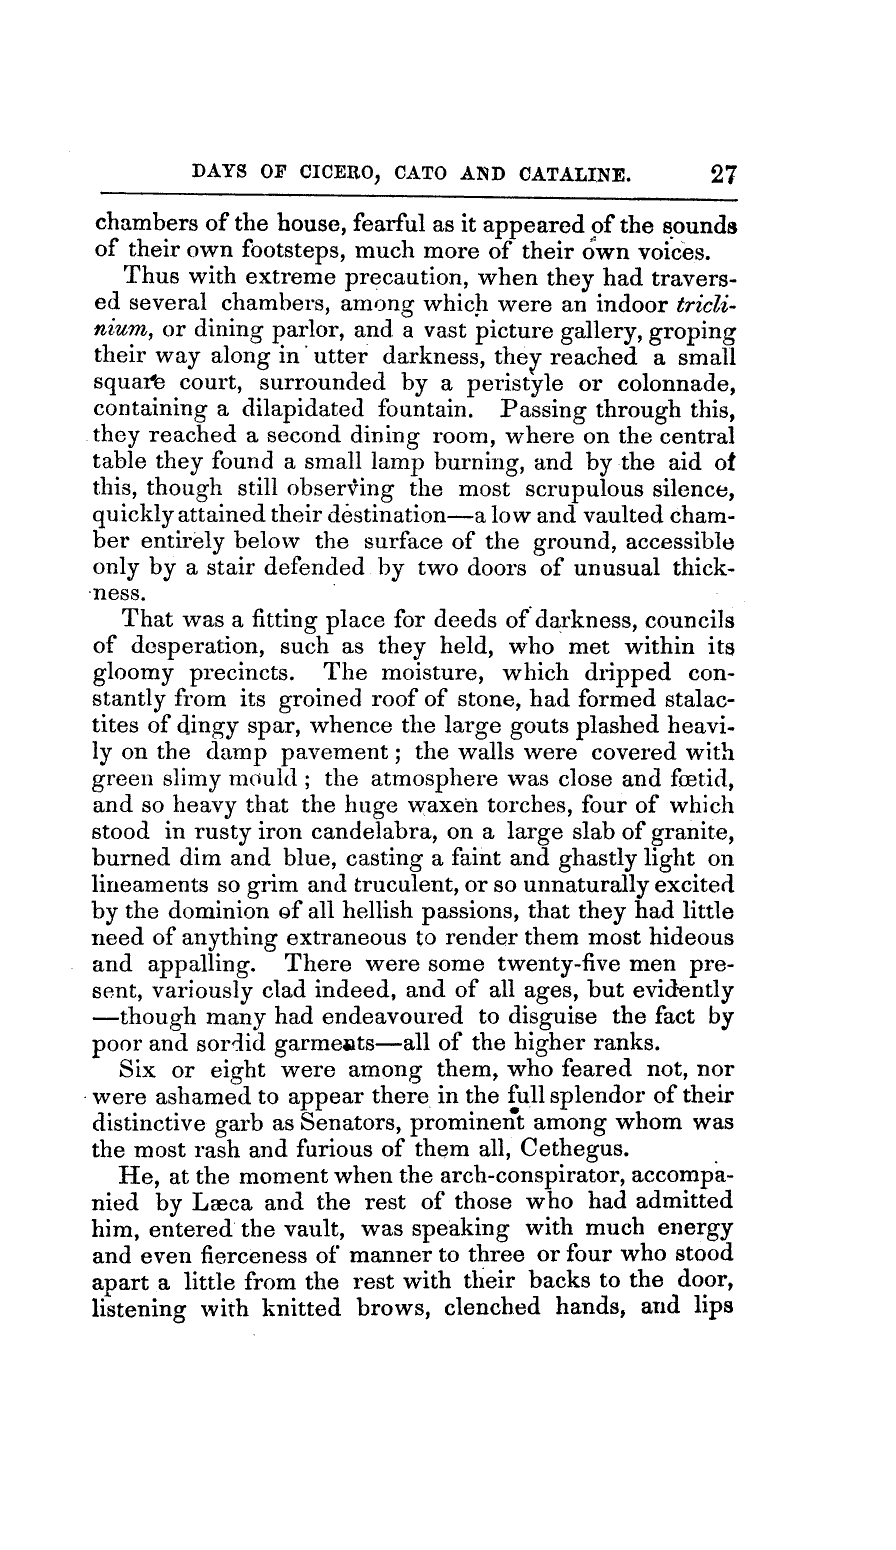 DAYS OF CICERO, CATO AND CATALINE. 27
chambers of the house, fearful as it appeared of the sounds
of their own footsteps, much more of their own voices.
Thus with extreme precaution, when they had travers-
ed several chambers, among which were an indoor tricli-
nium, or dining parlor, and a vast picture gallery, groping
their way along in utter darkness, they reached a small
square court, surrounded by a peristyle or colonnade,
containing a dilapidated fountain. Passing through this,
they reached a second dining room, where on the central
table they found a small lamp burning, and by the aid of
this, though still observing the most scrupulous silence,
quickly attained their destination—a low and vaulted cham-
ber entirely below the surface of the ground, accessible
only by a stair defended by two doors of unusual thick-
ness.
That was a fitting place for deeds of darkness, councils
of desperation, such as they held, who met within its
gloomy precincts. The moisture, which dripped con-
stantly from its groined roof of stone, had formed stalac-
tites of dingy spar, whence the large gouts plashed heavi-
ly on the damp pavement; the walls were covered with
green slimy mould; the atmosphere was close and fœtid,
and so heavy that the huge waxen torches, four of which
stood in rusty iron candelabra, on a large slab of granite,
burned dim and blue, casting a faint and ghastly light on
lineaments so grim and truculent, or so unnaturally excited
by the dominion of all hellish passions, that they had little
need of anything extraneous to render them most hideous
and appalling. There were some twenty-five men pre-
sent, variously clad indeed, and of all ages, but evidently
—though many had endeavoured to disguise the fact by
poor and sordid garments—all of the higher ranks.
Six or eight were among them, who feared not, nor
were ashamed to appear there in the full splendor of their
distinctive garb as Senators, prominent among whom was
the most rash and furious of them all, Cethegus.
He, at the moment when the arch-conspirator, accompa-
nied by Læca and the rest of those who had admitted
him, entered the vault, was speaking with much energy
and even fierceness of manner to three or four who stood
apart a little from the rest with their backs to the door,
listening with knitted brows, clenched hands, and lips